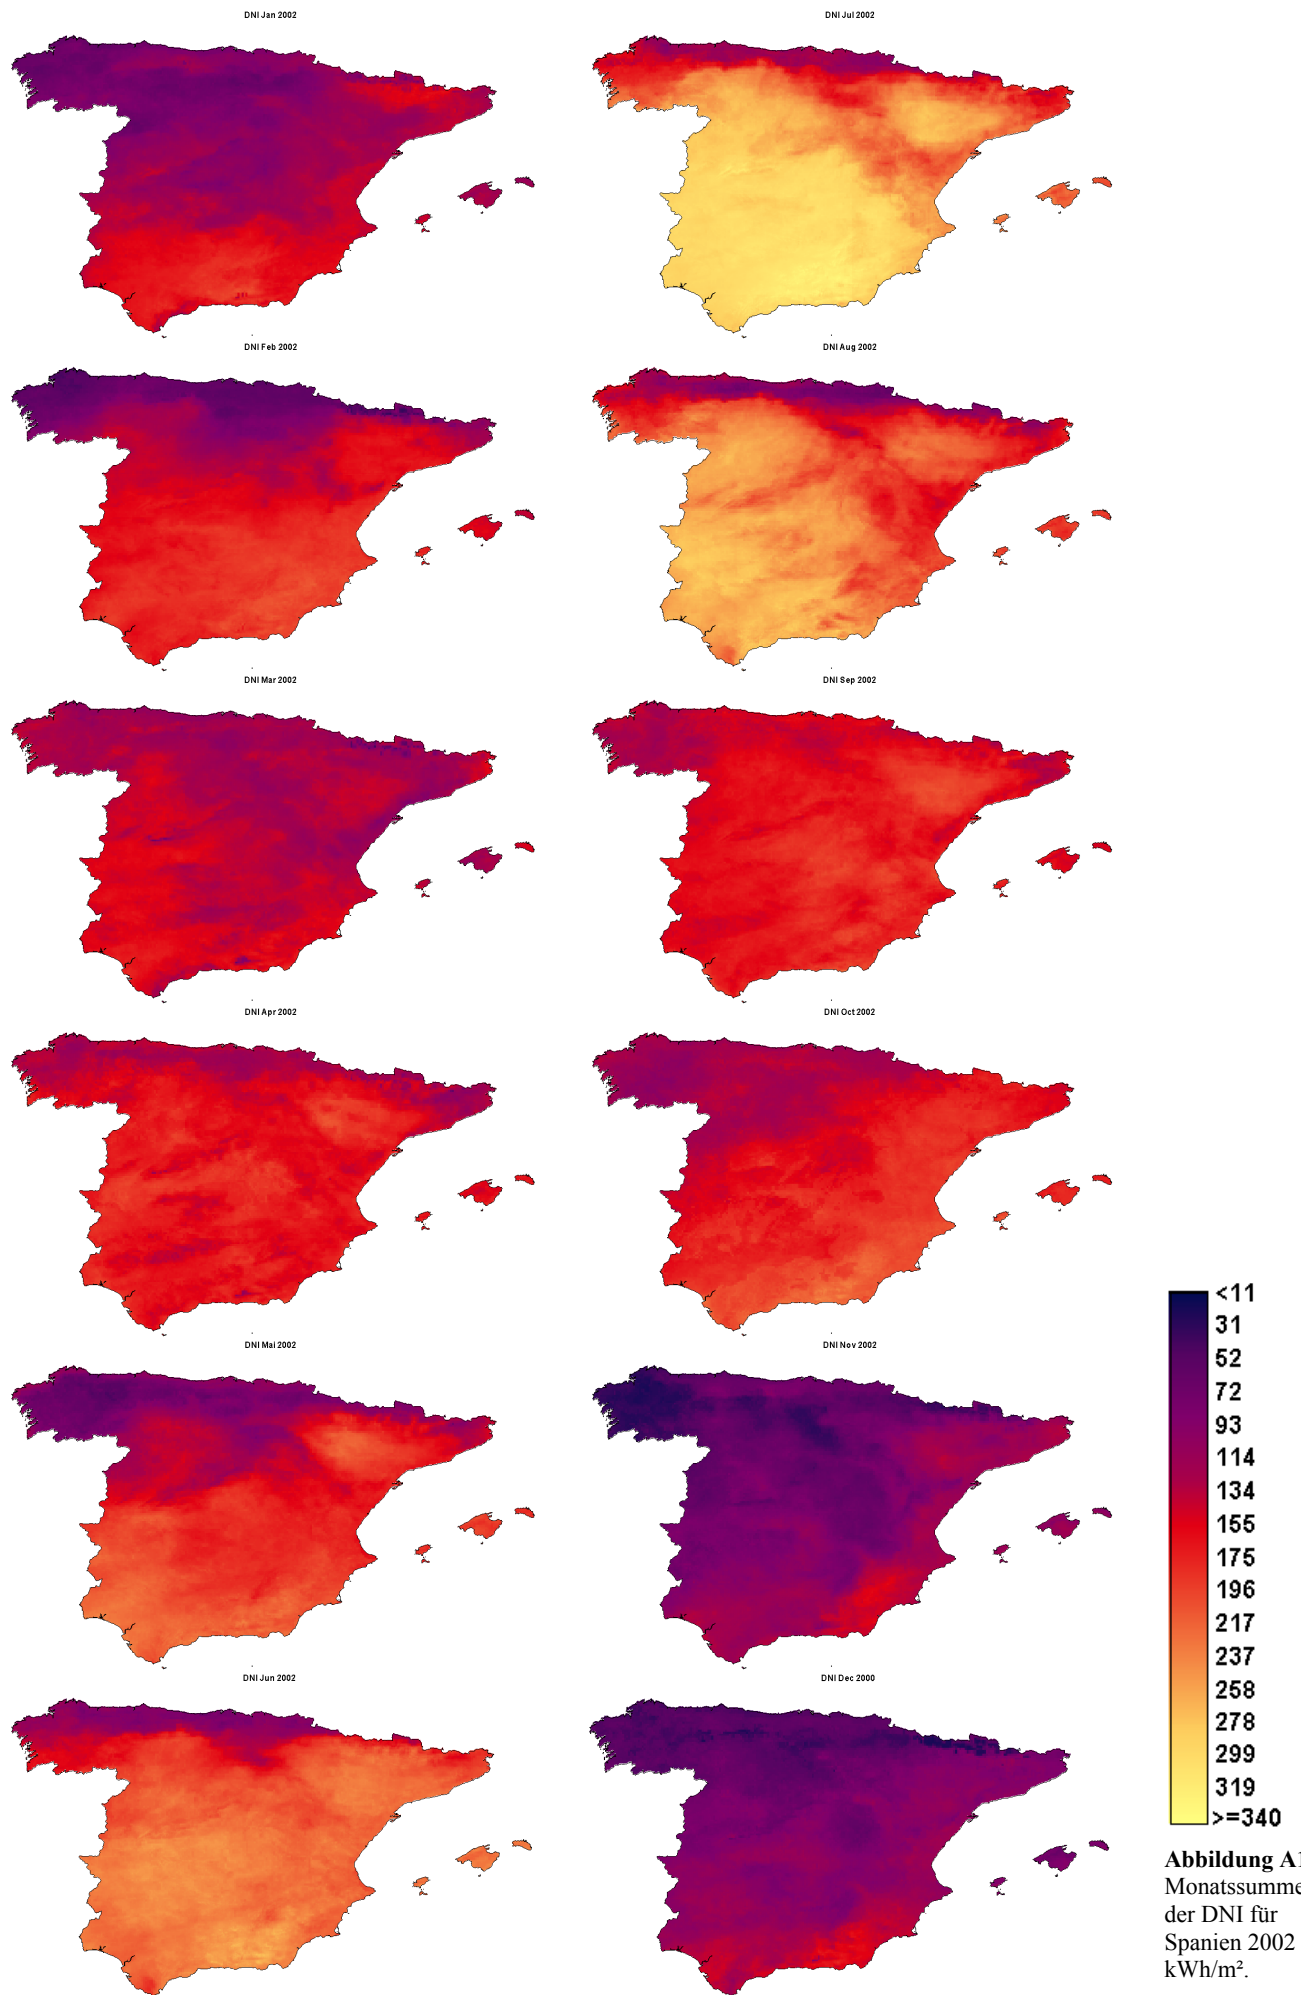 DNI Jan 2002
DNI Jul 2002
DNI Feb 2002
DNI Aug 2002
DNI Mar 2002
DNI Sep 2002
DNI Apr 2002
DNI Oct 2002
DNI Mai 2002
DNI Nov 2002
DNI Jun 2002
DNI Dec 2000
<11
31
52
72
93
114
134
155
175
196
217
237
258
278
299
319
>=340
Abbildung A1
Monatssumme
der DNI für
Spanien 2002
kWh/m².